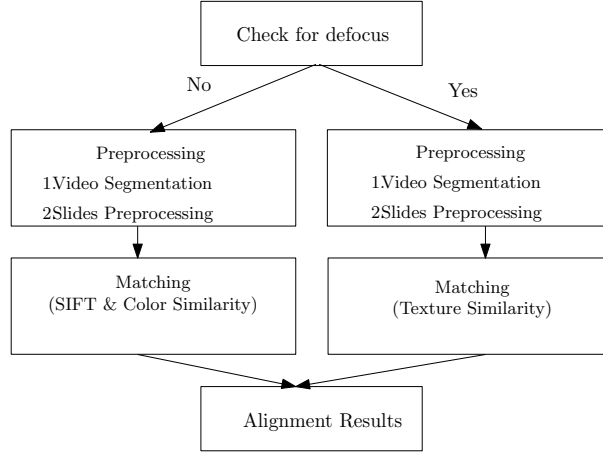 Check for defocus
No
Yes
Preprocessing
1.Video Segmentation
2Slides Preprocessing
Preprocessing
1.Video Segmentation
2Slides Preprocessing
Matching
(SIFT & Color Similarity)
Matching
(Texture Similarity)
Alignment Results